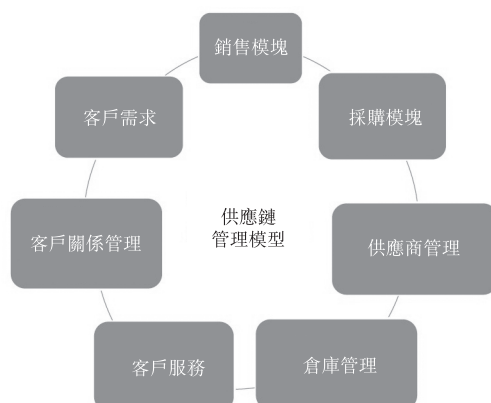 銷售模塊
採購模塊
供應商管理
倉庫管理
客戶服務
客戶關係管理
客戶需求
供應鏈
管理模型